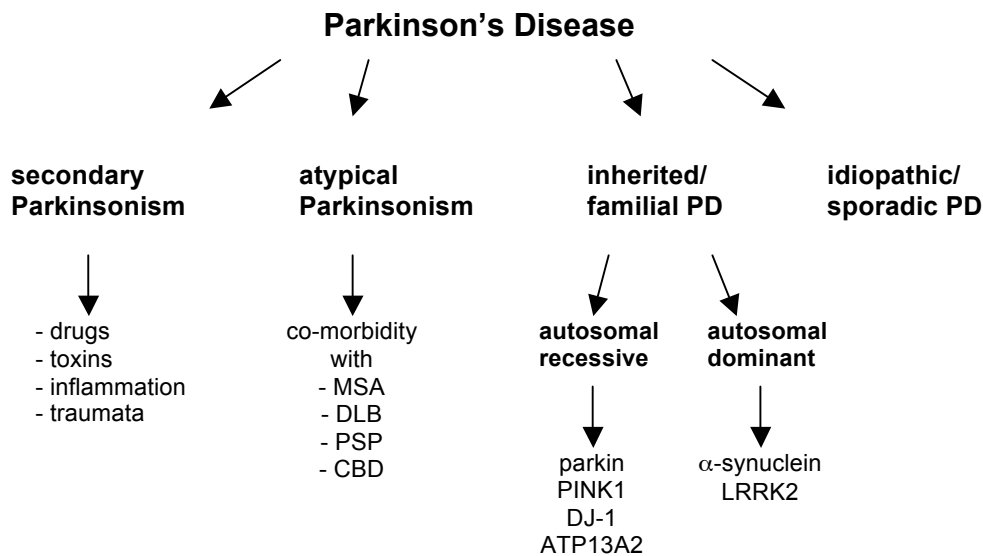 Parkinson's Disease
secondary
Parkinsonism
atypical
Parkinsonism
inherited/
familial PD
idiopathic/
sporadic PD
- drugs
- toxins
- inflammation
- traumata
co-morbidity
with
- MSA
- DLB
- PSP
- CBD
autosomal
recessive
autosomal
dominant
parkin
PINK1
DJ-1
ATP13A2
α-synuclein
LRRK2